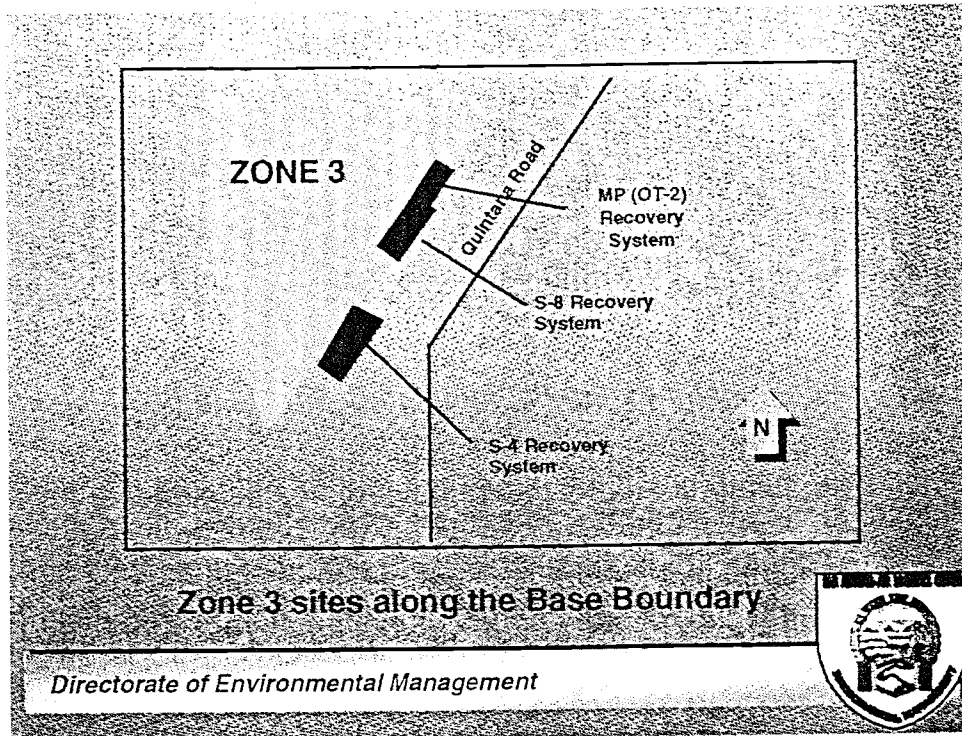 ZONE 3
Quintana Road
MP (OT-2)
Recovery
System
S-8 Recovery
System
S-4 Recovery
System
N
Zone 3 sites along the Base Boundary
Directorate of Environmental Management